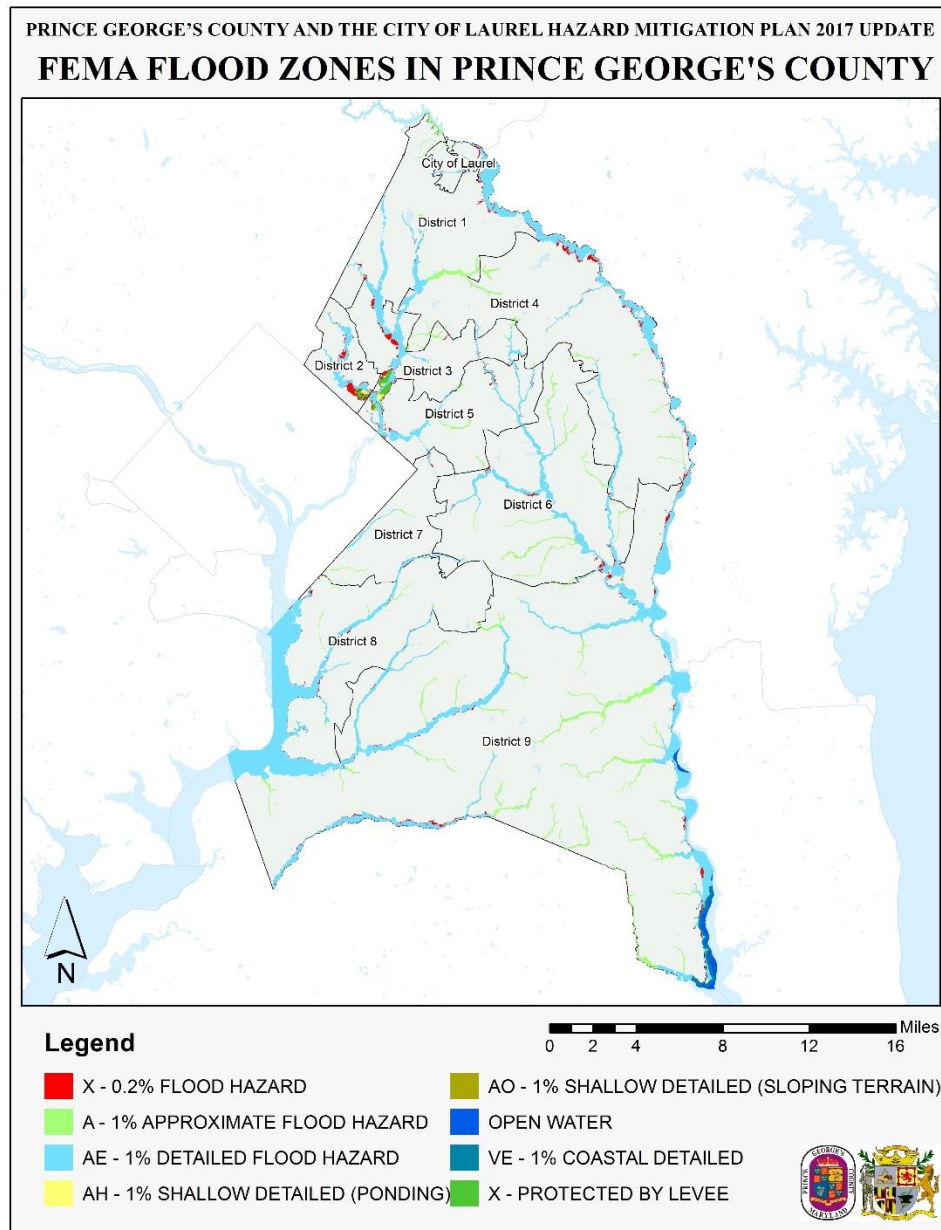 PRINCE GEORGE'S COUNTY AND THE CITY OF LAUREL HAZARD MITIGATION PLAN 2017 UPDATE
FEMA FLOOD ZONES IN PRINCE GEORGE'S COUNTY
City of Laurel
District 1
District 4
District 2
District 3
District 5
District 6
District 7
District 8
District 9
N
Legend
Miles
0 2 4 8 12 16
X - 0.2% FLOOD HAZARD
A - 1% APPROXIMATE FLOOD HAZARD
AE - 1% DETAILED FLOOD HAZARD
AH - 1% SHALLOW DETAILED (PONDING)
AO - 1% SHALLOW DETAILED (SLOPING TERRAIN)
OPEN WATER
VE - 1% COASTAL DETAILED
X - PROTECTED BY LEVEE
PRINCE GEORGE'S COUNTY MARYLAND